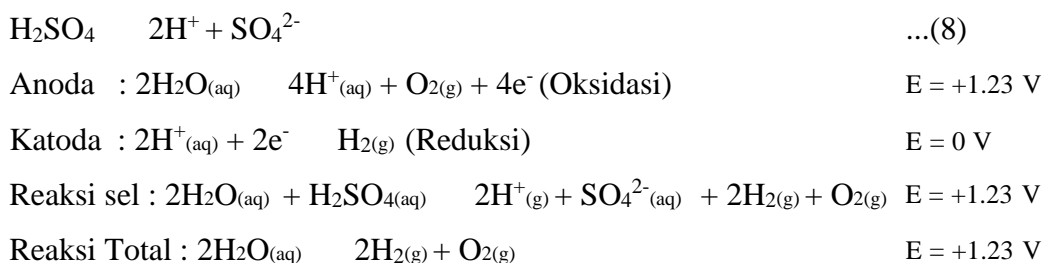 H₂SO₄ 2H⁺ + SO₄²⁻ ...(8)
Anoda : 2H₂O₍aq₎ 4H⁺₍aq₎ + O₂₍g₎ + 4e⁻ (Oksidasi) E = +1.23 V
Katoda : 2H⁺₍aq₎ + 2e⁻ H₂₍g₎ (Reduksi) E = 0 V
Reaksi sel : 2H₂O₍aq₎ + H₂SO₄₍aq₎ 2H⁺₍g₎ + SO₄²⁻₍aq₎ + 2H₂₍g₎ + O₂₍g₎ E = +1.23 V
Reaksi Total : 2H₂O₍aq₎ 2H₂₍g₎ + O₂₍g₎ E = +1.23 V